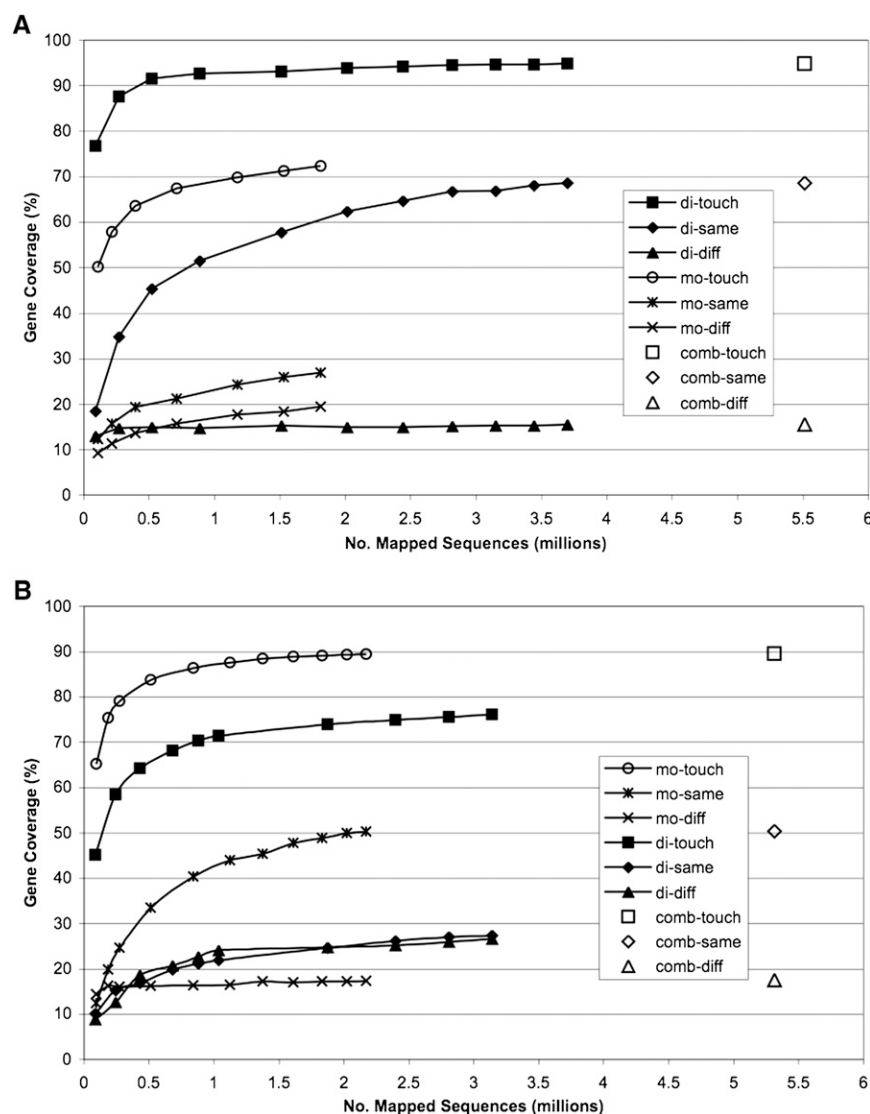 A
100
90
80
70
60
50
40
30
20
10
0
Gene Coverage (%)
0 0.5 1 1.5 2 2.5 3 3.5 4 4.5 5 5.5 6
No. Mapped Sequences (millions)
di-touch
di-same
di-diff
mo-touch
mo-same
mo-diff
comb-touch
comb-same
comb-diff
B
100
90
80
70
60
50
40
30
20
10
0
Gene Coverage (%)
0 0.5 1 1.5 2 2.5 3 3.5 4 4.5 5 5.5 6
No. Mapped Sequences (millions)
mo-touch
mo-same
mo-diff
di-touch
di-same
di-diff
comb-touch
comb-same
comb-diff